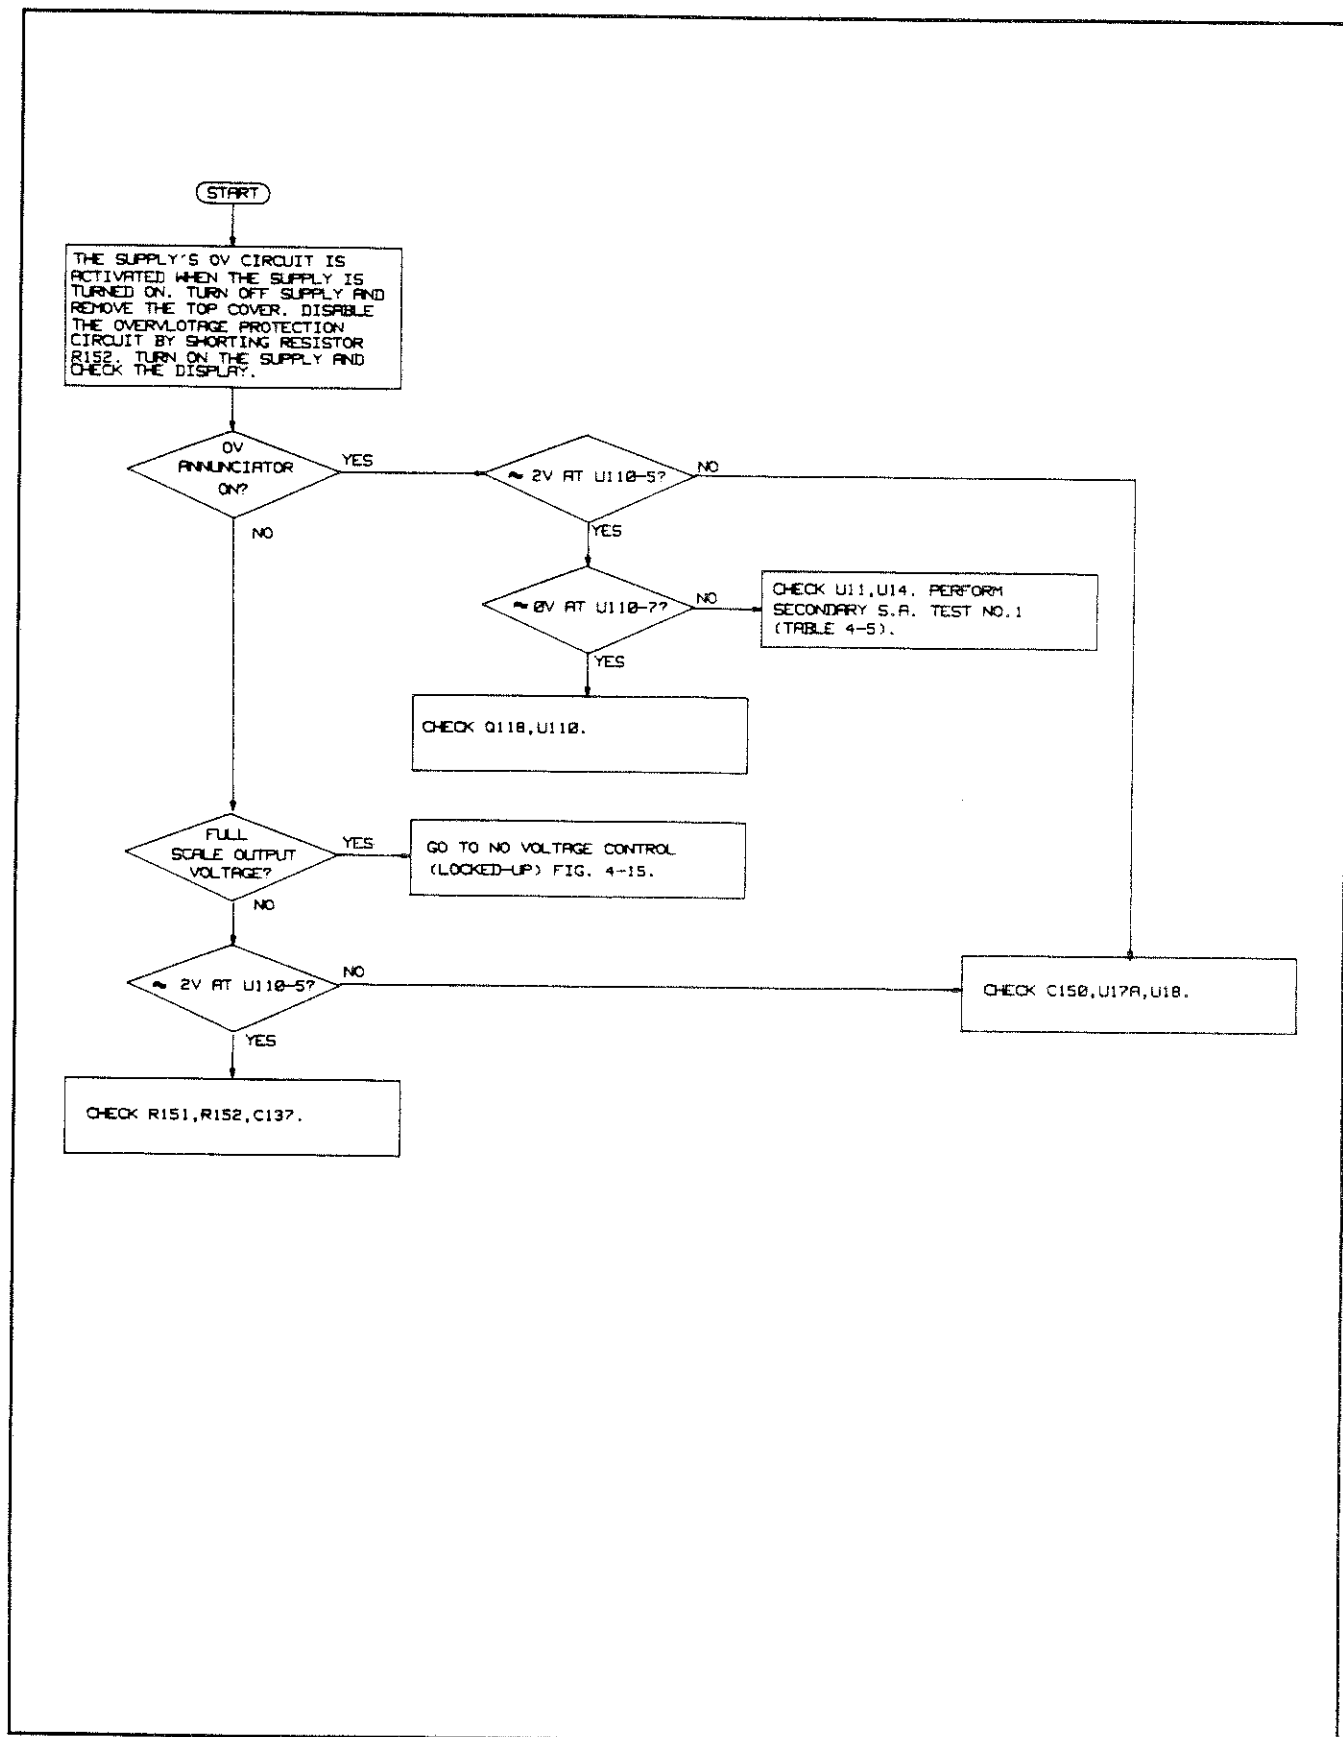 START
THE SUPPLY'S OV CIRCUIT IS
ACTIVATED WHEN THE SUPPLY IS
TURNED ON. TURN OFF SUPPLY AND
REMOVE THE TOP COVER. DISABLE
THE OVERVLOTAGE PROTECTION
CIRCUIT BY SHORTING RESISTOR
R152. TURN ON THE SUPPLY AND
CHECK THE DISPLAY.
OV
ANNUNCIATOR
ON?
YES
NO
≈ 2V AT U110-5?
NO
YES
≈ 0V AT U110-7?
NO
YES
CHECK U11,U14. PERFORM
SECONDARY S.A. TEST NO.1
(TABLE 4-5).
CHECK Q118,U110.
FULL
SCALE OUTPUT
VOLTAGE?
YES
NO
GO TO NO VOLTAGE CONTROL
(LOCKED-UP) FIG. 4-15.
≈ 2V AT U110-5?
NO
YES
CHECK C150,U17A,U18.
CHECK R151,R152,C137.